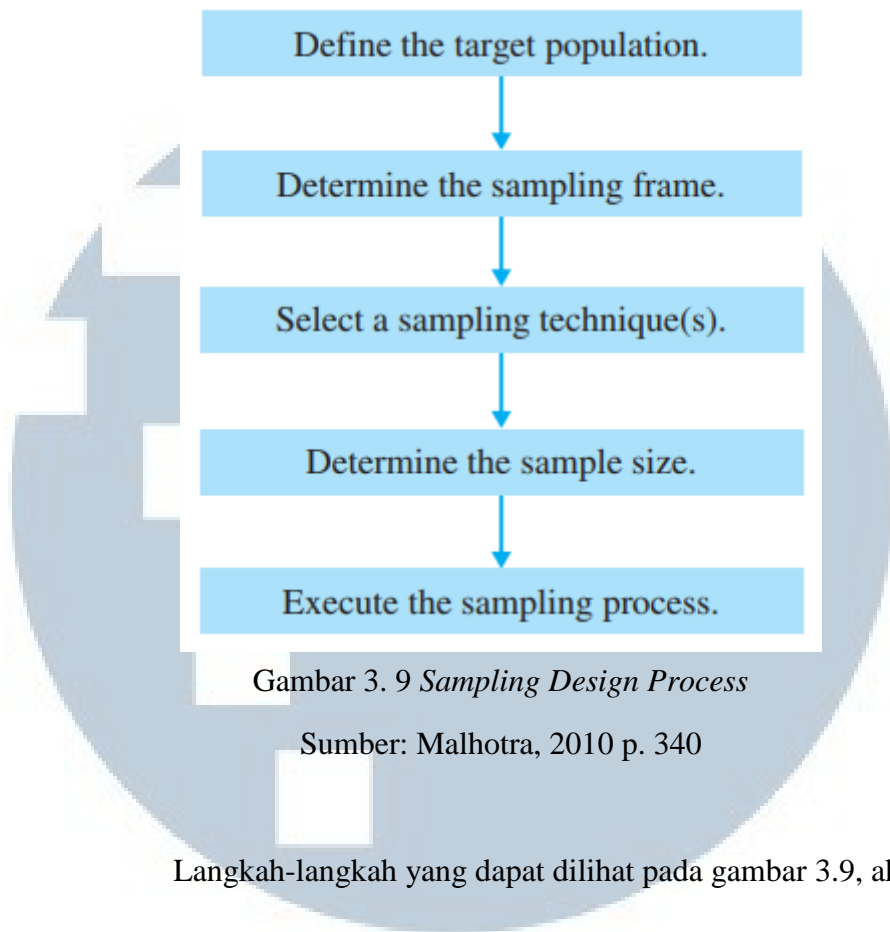 Define the target population.
Determine the sampling frame.
Select a sampling technique(s).
Determine the sample size.
Execute the sampling process.
Gambar 3. 9 Sampling Design Process
Sumber: Malhotra, 2010 p. 340
Langkah-langkah yang dapat dilihat pada gambar 3.9,